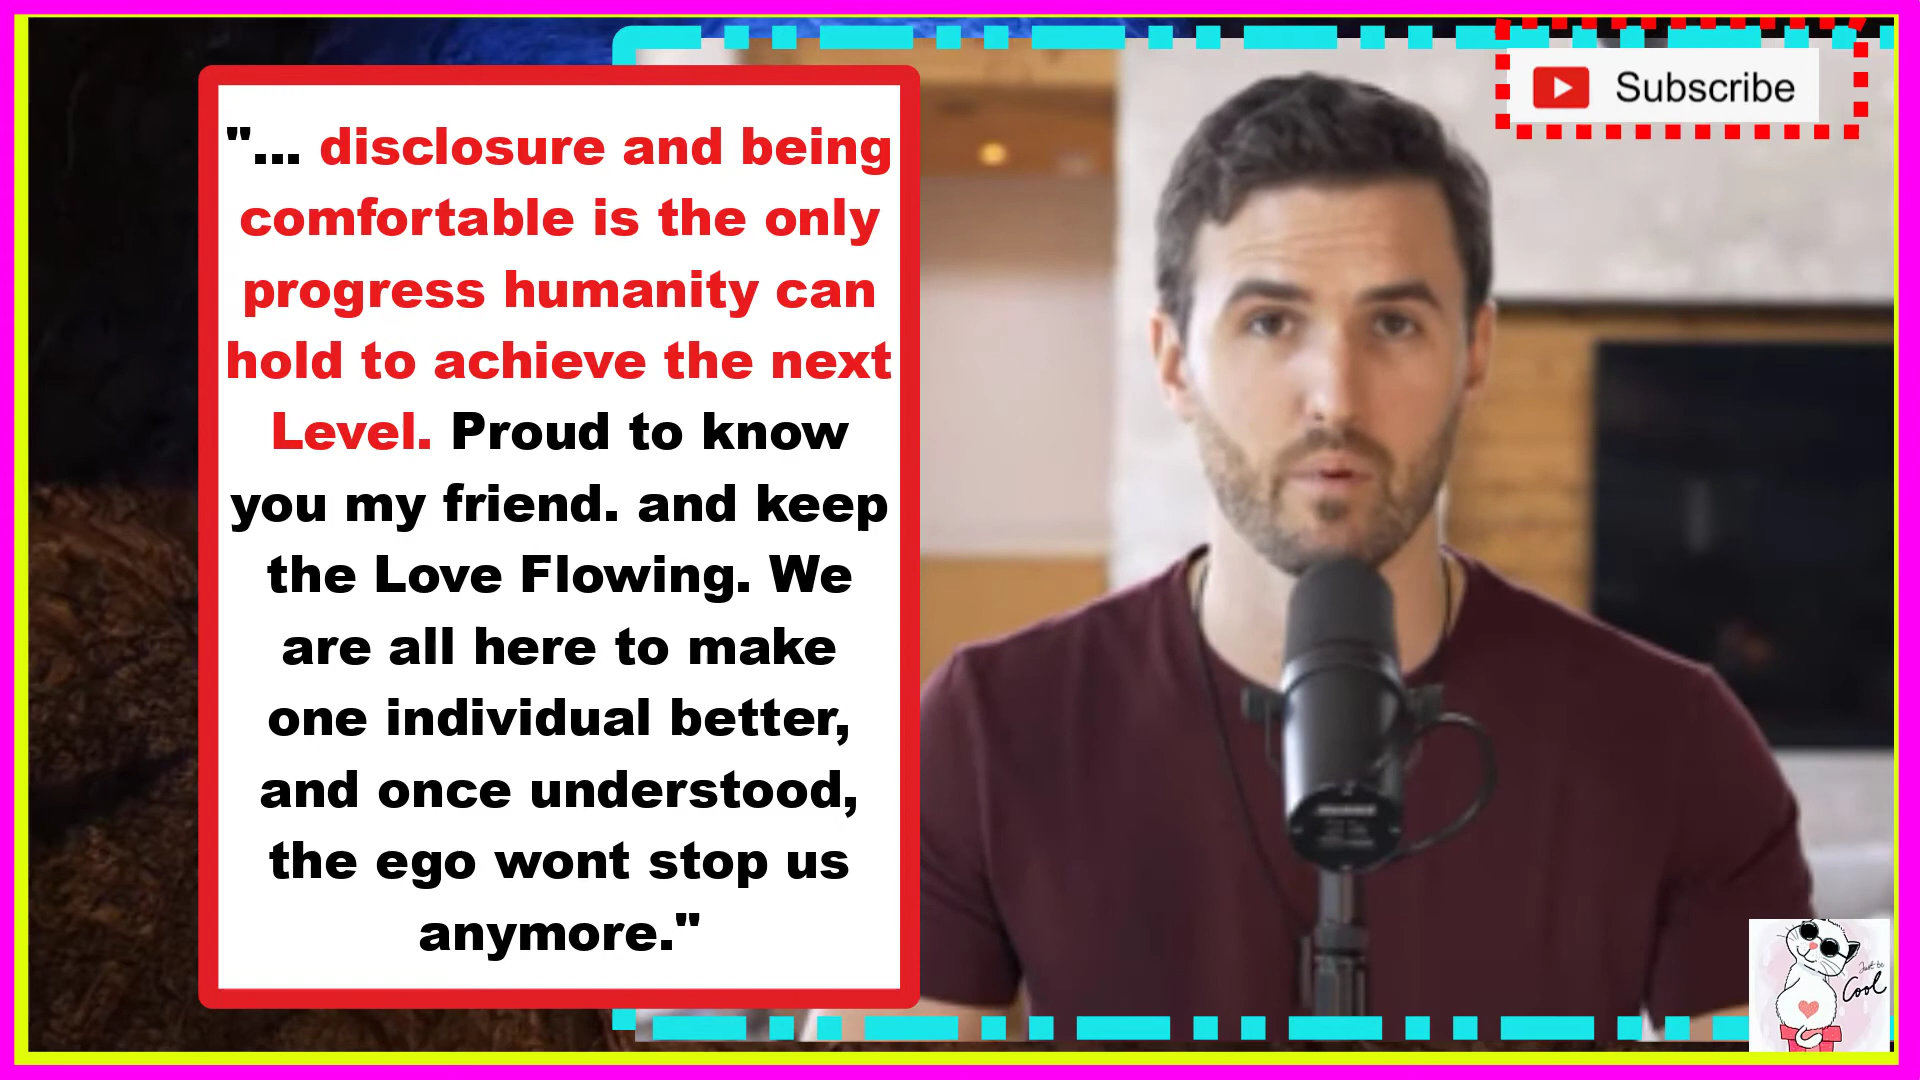 Subscribe
"... disclosure and being
comfortable is the only
progress humanity can
hold to achieve the next
Level. Proud to know
you my friend. and keep
the Love Flowing. We
are all here to make
one individual better,
and once understood,
the ego wont stop us
anymore."
Just be
Cool